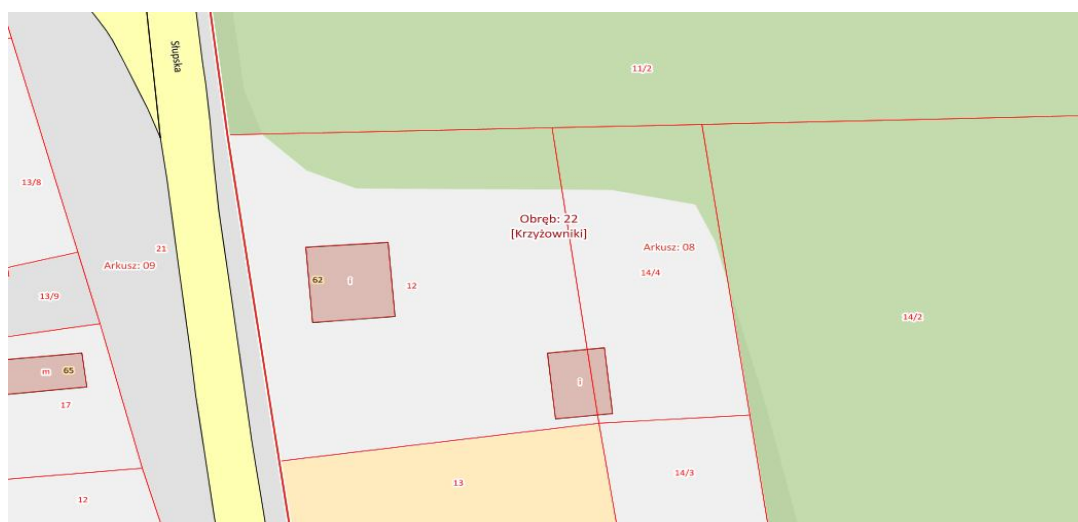 Słupska
11/2
13/8
Obręb: 22
[Krzyżowniki]
21
Arkusz: 08
Arkusz: 09
14/4
62
i
12
13/9
14/2
m
65
i
17
14/3
13
12